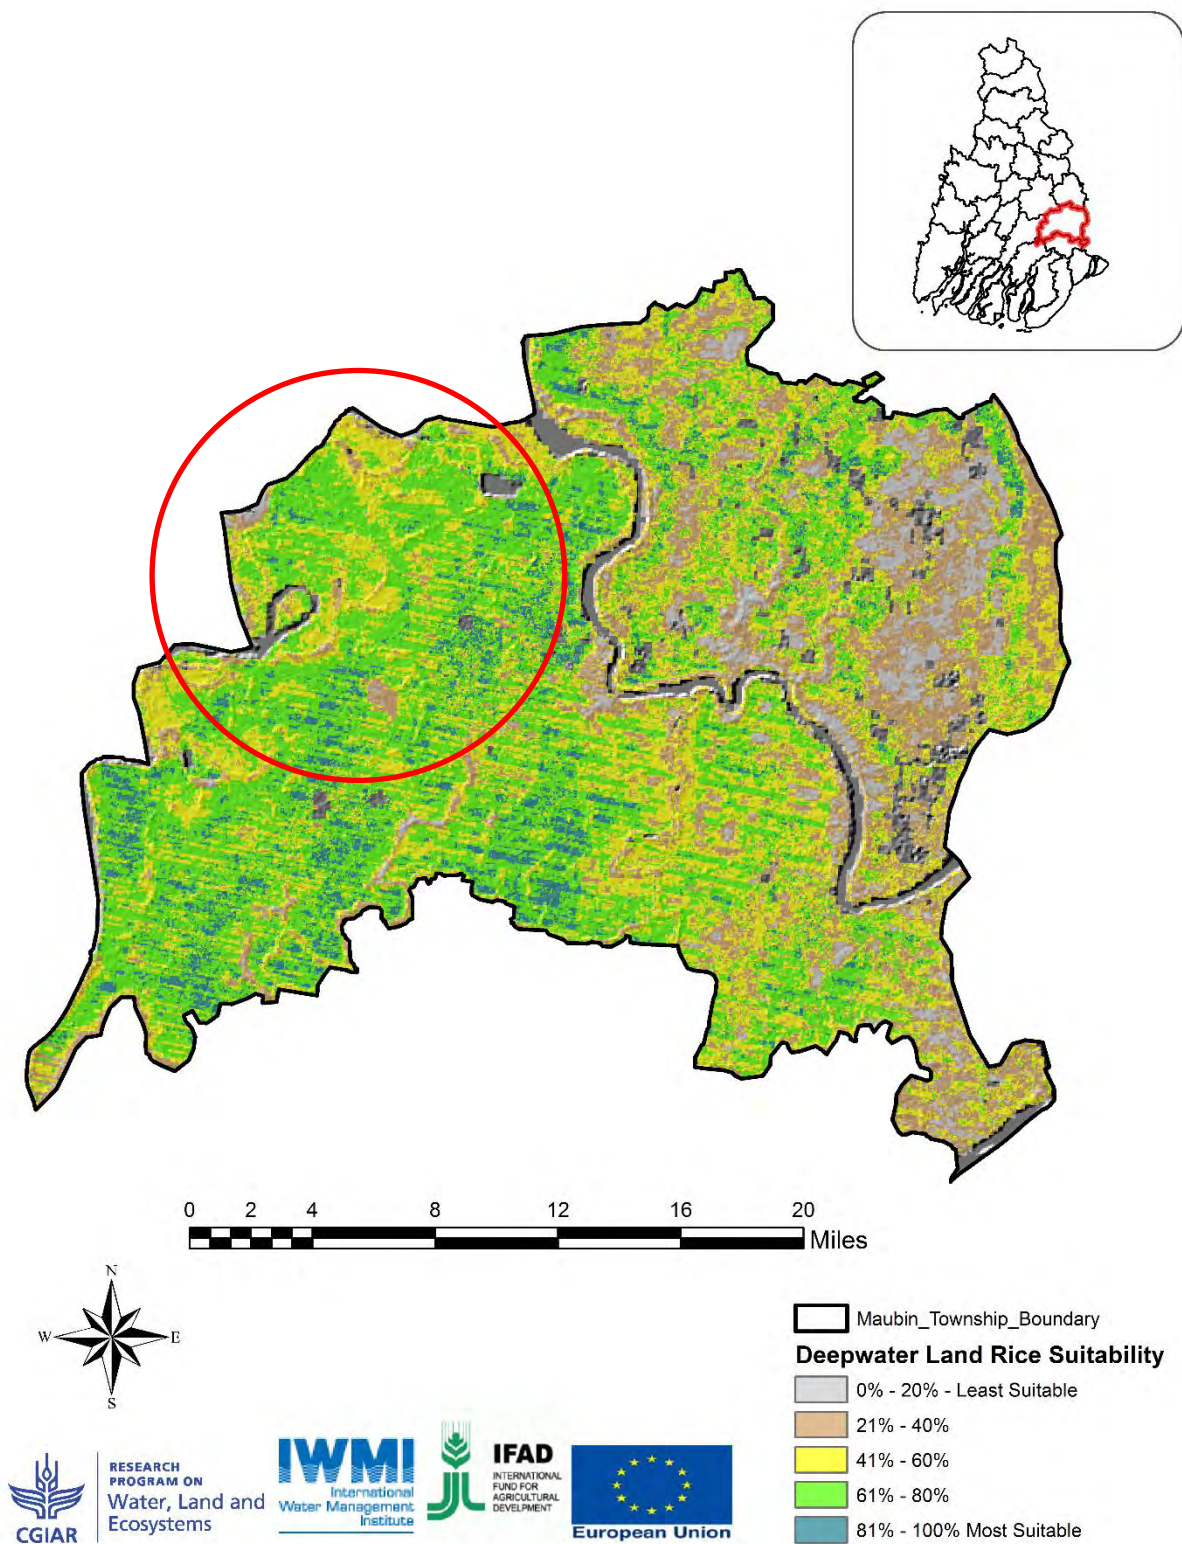 0 2 4 8 12 16 20
Miles
N
W E
S
Maubin_Township_Boundary
Deepwater Land Rice Suitability
0% - 20% - Least Suitable
21% - 40%
41% - 60%
61% - 80%
81% - 100% Most Suitable
CGIAR
RESEARCH
PROGRAM ON
Water, Land and
Ecosystems
IWMI
International
Water Management
Institute
IFAD
INTERNATIONAL
FUND FOR
AGRICULTURAL
DEVELPMENT
European Union